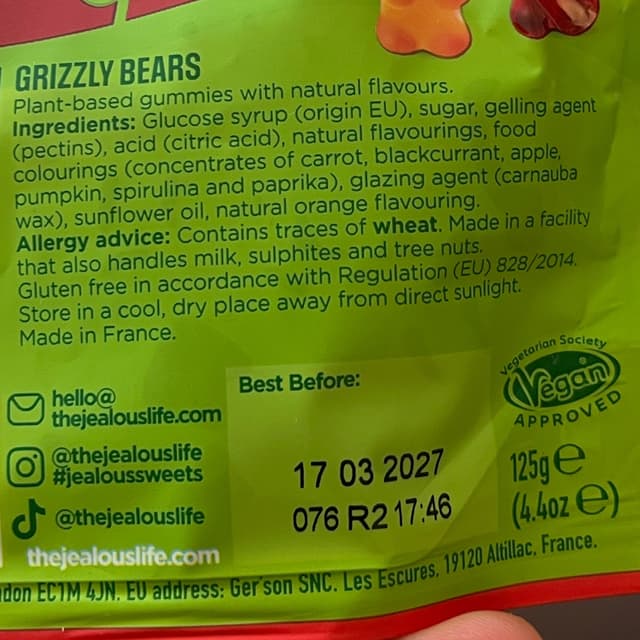 GRIZZLY BEARS
Plant-based gummies with natural flavours.
Ingredients: Glucose syrup (origin EU), sugar, gelling agent
(pectins), acid (citric acid), natural flavourings, food
colourings (concentrates of carrot, blackcurrant, apple,
pumpkin, spirulina and paprika), glazing agent (carnauba
wax), sunflower oil, natural orange flavouring.
Allergy advice: Contains traces of wheat. Made in a facility
that also handles milk, sulphites and tree nuts.
Gluten free in accordance with Regulation (EU) 828/2014.
Store in a cool, dry place away from direct sunlight.
Made in France.
hello@
thejealouslife.com
@thejealouslife
#jealoussweets
@thejealouslife
thejealouslife.com
Best Before:
17 03 2027
076 R2 17:46
Vegetarian Society
Vegan
APPROVED
125g e
(4.4oz e)
EC1M 4JN. EU address: Ger'son SNC. Les Escures, 19120 Altillac, France.